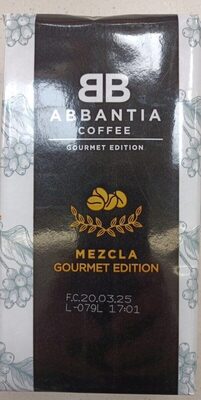 BB
ABBANTIA
COFFEE
GOURMET EDITION
MEZCLA
GOURMET EDITION
F.C.20.03.25
L-079L 17:01